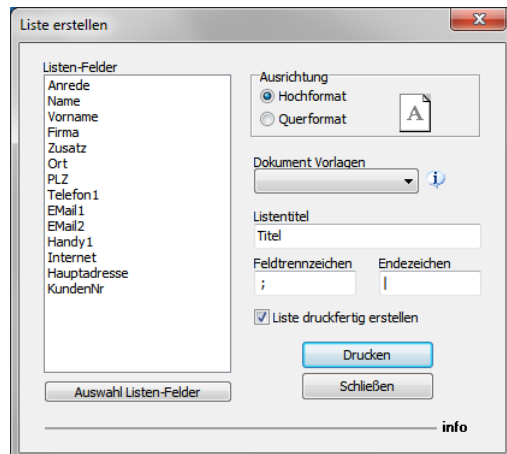 Liste erstellen
Listen-Felder
Anrede
Name
Vorname
Firma
Zusatz
Ort
PLZ
Telefon1
EMail1
EMail2
Handy1
Internet
Hauptadresse
KundenNr
Auswahl Listen-Felder
Ausrichtung
Hochformat
Querformat
A
Dokument Vorlagen
Listentitel
Titel
Feldtrennzeichen Endezeichen
; |
Liste druckfertig erstellen
Drucken
Schließen
info